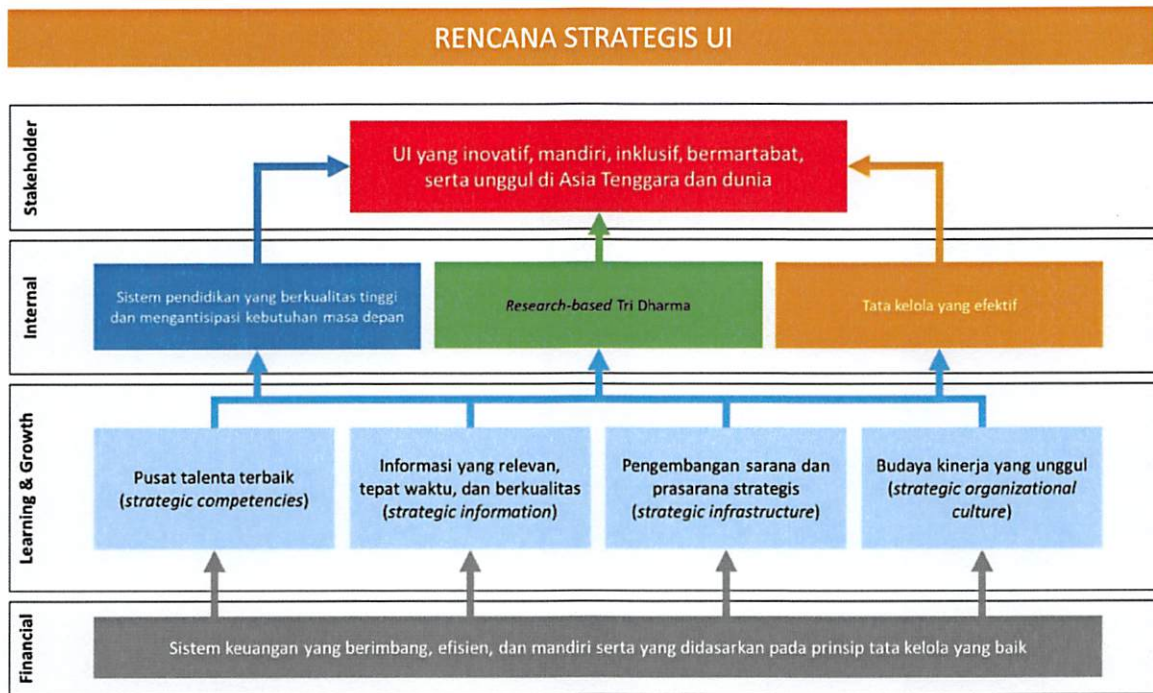 RENCANA STRATEGIS UI
Stakeholder
UI yang inovatif, mandiri, inklusif, bermartabat,
serta unggul di Asia Tenggara dan dunia
Internal
Sistem pendidikan yang berkualitas tinggi
dan mengantisipasi kebutuhan masa depan
Research-based Tri Dharma
Tata kelola yang efektif
Learning & Growth
Pusat talenta terbaik
(strategic competencies)
Informasi yang relevan,
tepat waktu, dan berkualitas
(strategic information)
Pengembangan sarana dan
prasarana strategis
(strategic infrastructure)
Budaya kinerja yang unggul
(strategic organizational
culture)
Financial
Sistem keuangan yang berimbang, efisien, dan mandiri serta yang didasarkan pada prinsip tata kelola yang baik